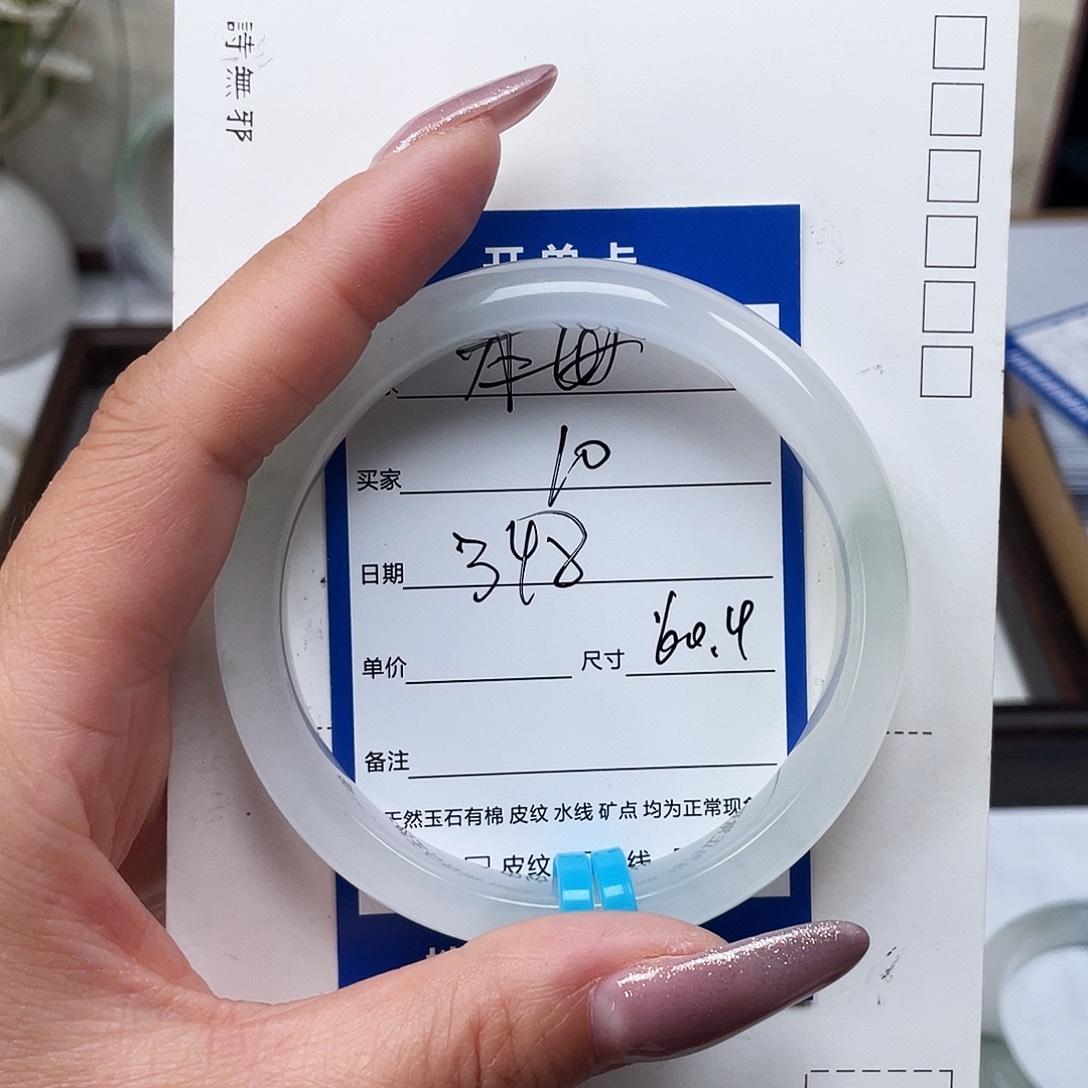 詩無邪
开单卡
买家 10
日期 348
单价 尺寸 60.4
备注
天然玉石有棉 皮纹 水线 矿点 均为正常现象
皮纹 线